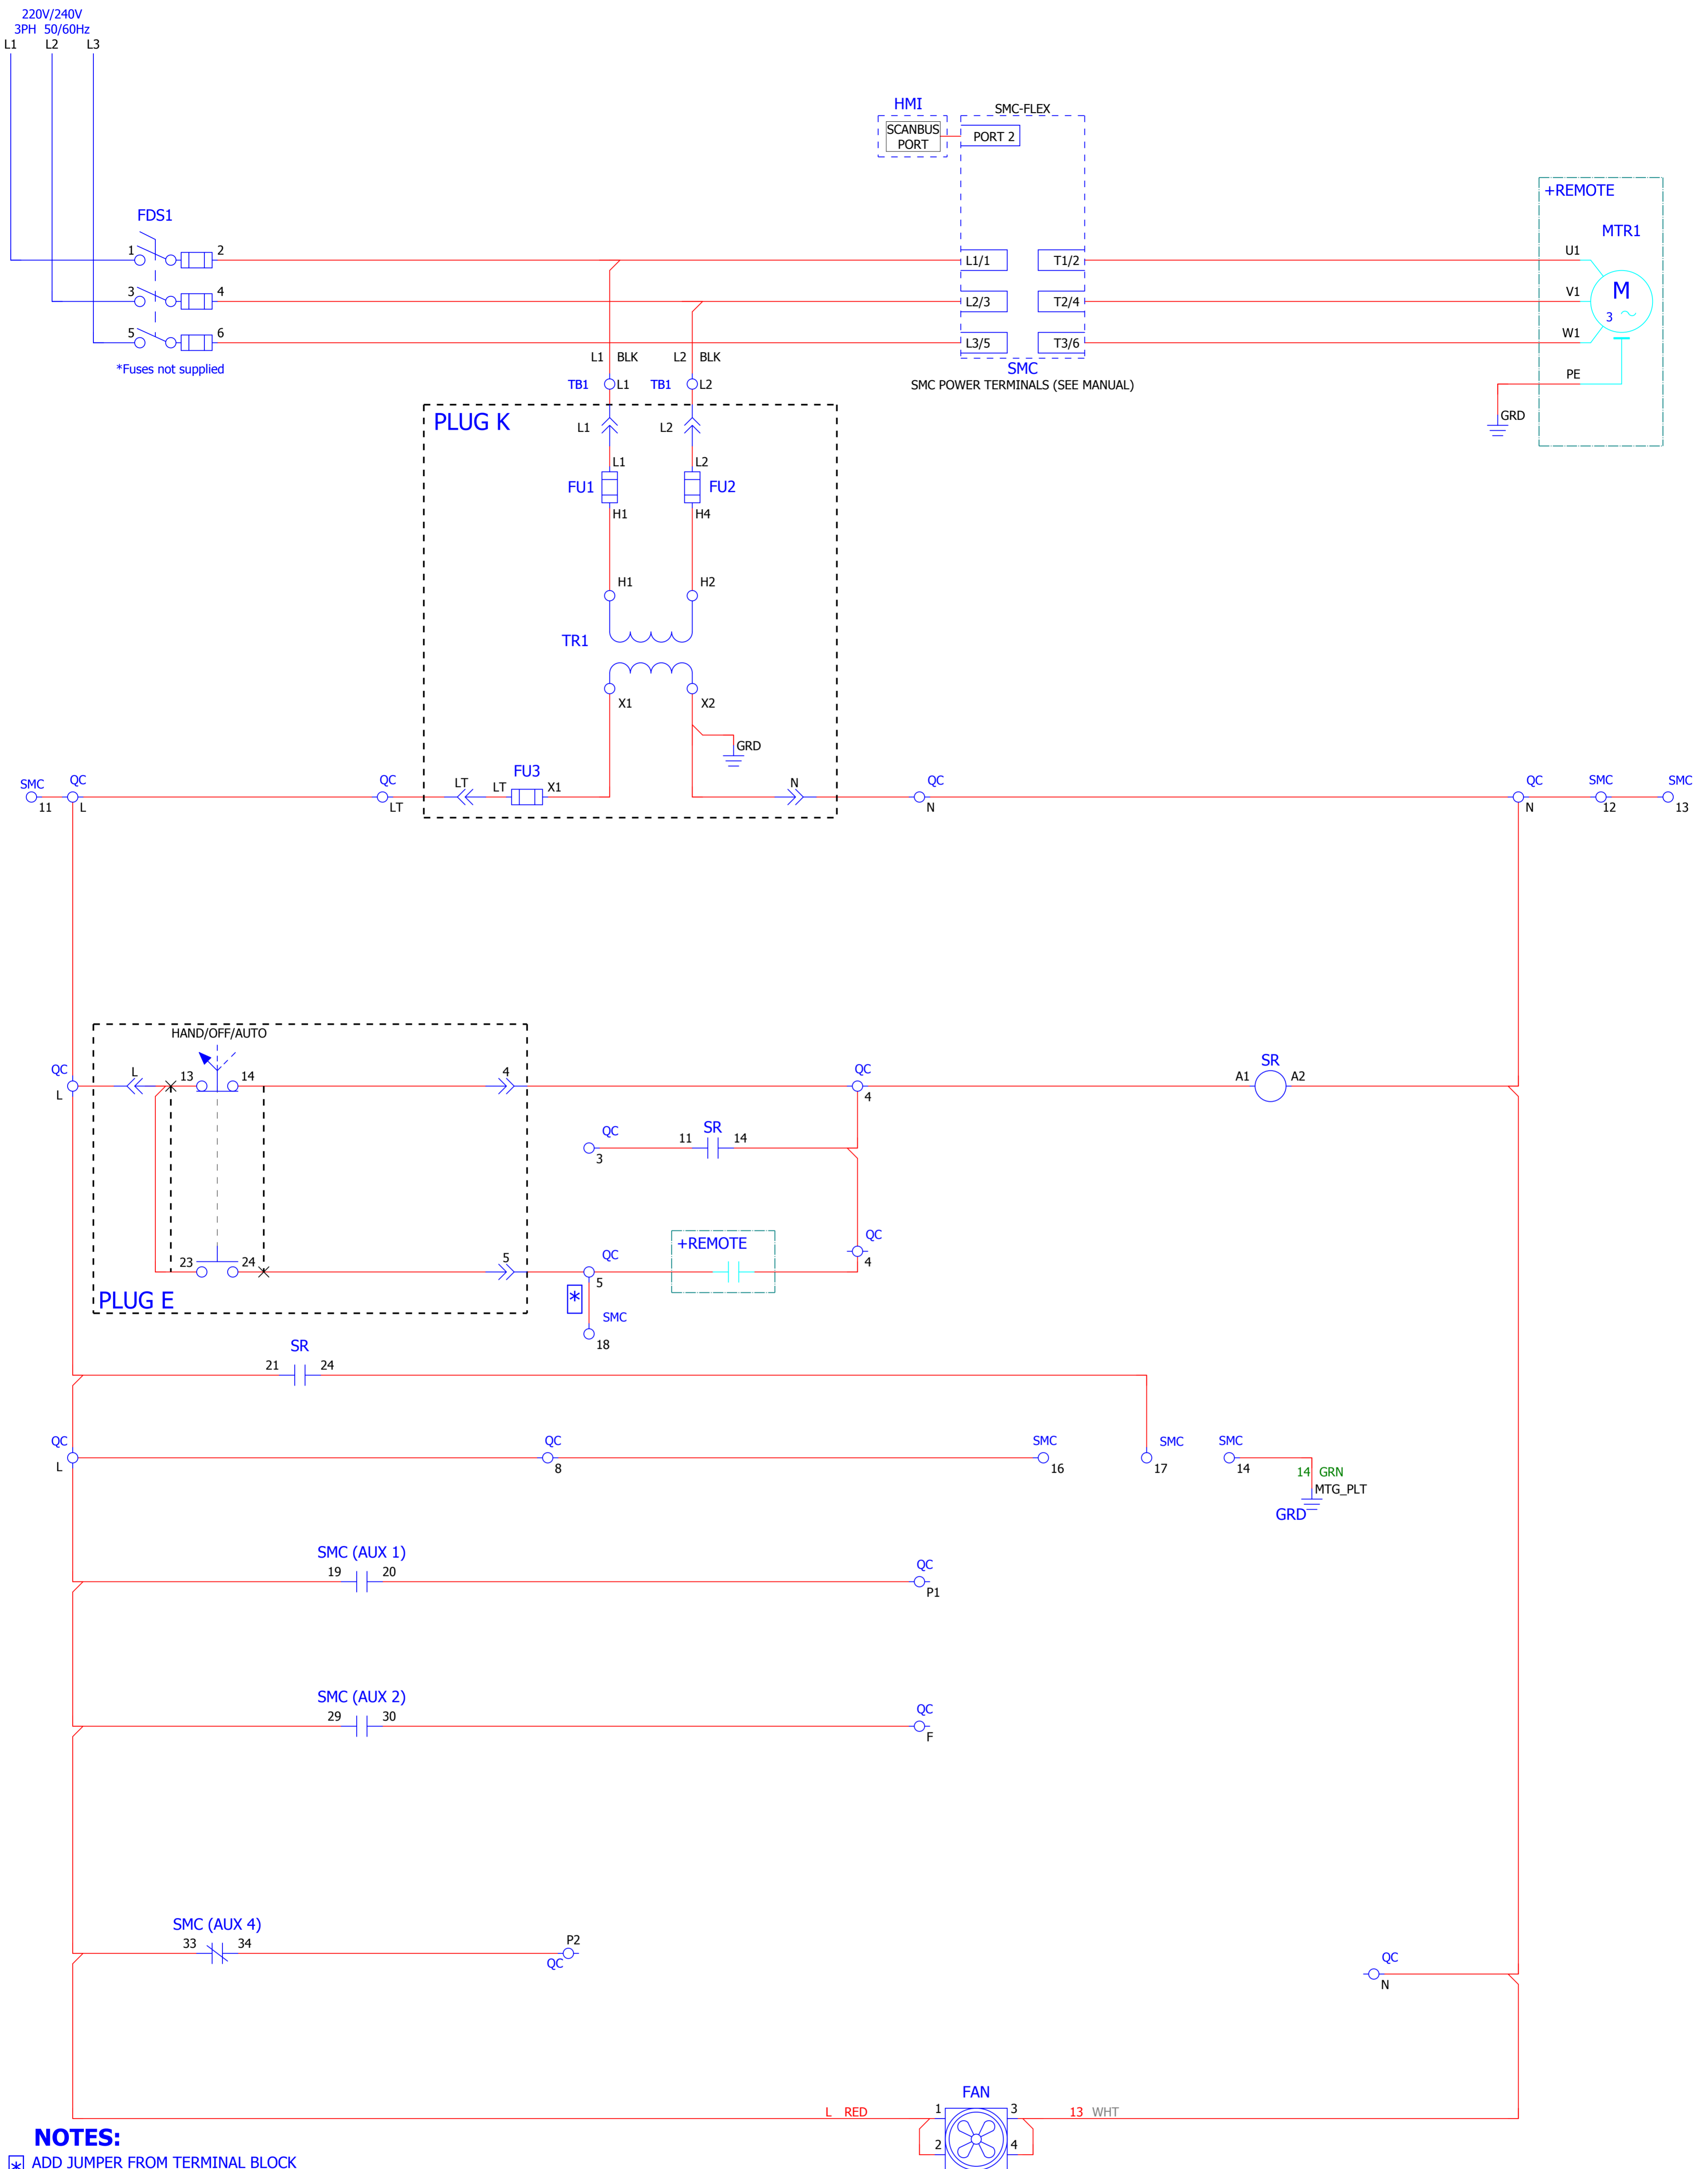 220V/240V
3PH 50/60Hz
L1 L2 L3
HMI
SMC-FLEX
SCANBUS
PORT
PORT 2
+REMOTE
FDS1
MTR1
1 2
L1/1 T1/2
U1
3 4
L2/3 T2/4
V1
M
3
5 6
L3/5 T3/6
W1
*Fuses not supplied
L1 BLK L2 BLK
SMC
SMC POWER TERMINALS (SEE MANUAL)
PE
TB1 L1 TB1 L2
GRD
PLUG K
L1 L2
L1 L2
FU1 FU2
H1 H4
H1 H2
TR1
X1 X2
GRD
SMC QC QC LT LT FU3 X1 N QC QC SMC SMC
11 L LT N N 12 13
HAND/OFF/AUTO
QC L 13 14 4 QC SR
A1 A2
L 4
QC 11 SR 14
3
+REMOTE
QC
23 24 5 QC 4
5
PLUG E
*
SMC
18
SR
21 24
QC QC SMC SMC SMC
L 8 16 17 14
14 GRN
MTG_PLT
GRD
SMC (AUX 1)
19 20 QC
P1
SMC (AUX 2)
29 30 QC
F
SMC (AUX 4)
33 34 P2
QC
QC
N
FAN
L RED 1 3 13 WHT
2 4
NOTES:
* ADD JUMPER FROM TERMINAL BLOCK